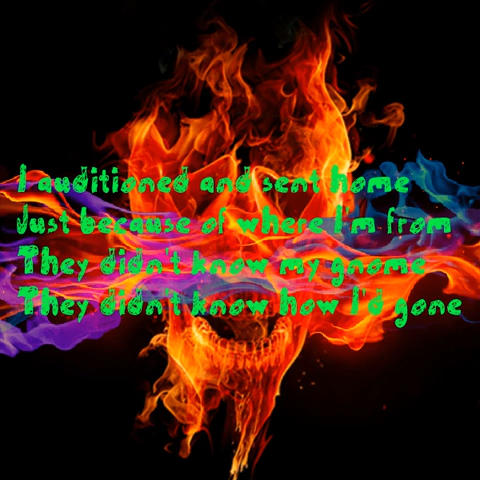 I auditioned and sent home
Just because of where I'm from
They didn't know my gnome
They didn't know how I'd gone